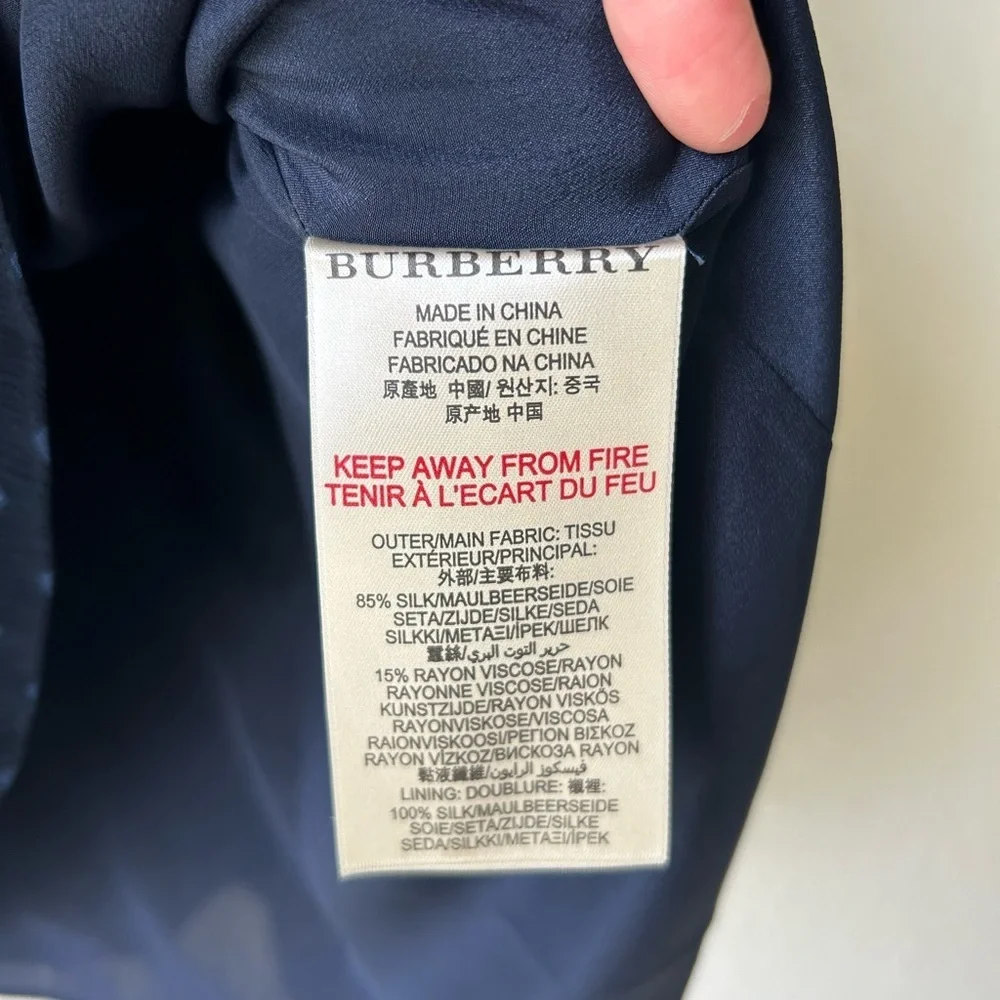 BURBERRY
MADE IN CHINA
FABRIQUÉ EN CHINE
FABRICADO NA CHINA
原產地 中國/ 원산지: 중국
原产地 中国
KEEP AWAY FROM FIRE
TENIR À L'ECART DU FEU
OUTER/MAIN FABRIC: TISSU
EXTÉRIEUR/PRINCIPAL:
外部/主要布料:
85% SILK/MAULBEERSEIDE/SOIE
SETA/ZIJDE/SILKE/SEDA
SILKKI/ΜΕΤΑΞΙ/İPEK/ШЕЛК
蠶絲/حرير التوت البري
15% RAYON VISCOSE/RAYON
RAYONNE VISCOSE/RAION
KUNSTZIJDE/RAYON VISKÓS
RAYONVISKOSE/VISCOSA
RAIONVISKOOSI/ΡΕΓΙΟΝ ΒΙΣΚΟΖ
RAYON VİZKOZ/ВИСКОЗА RAYON
黏液纖維/فيسكوز الرايون
LINING: DOUBLURE: 襯裡:
100% SILK/MAULBEERSEIDE
SOIE/SETA/ZIJDE/SILKE
SEDA/SILKKI/ΜΕΤΑΞΙ/İPEK